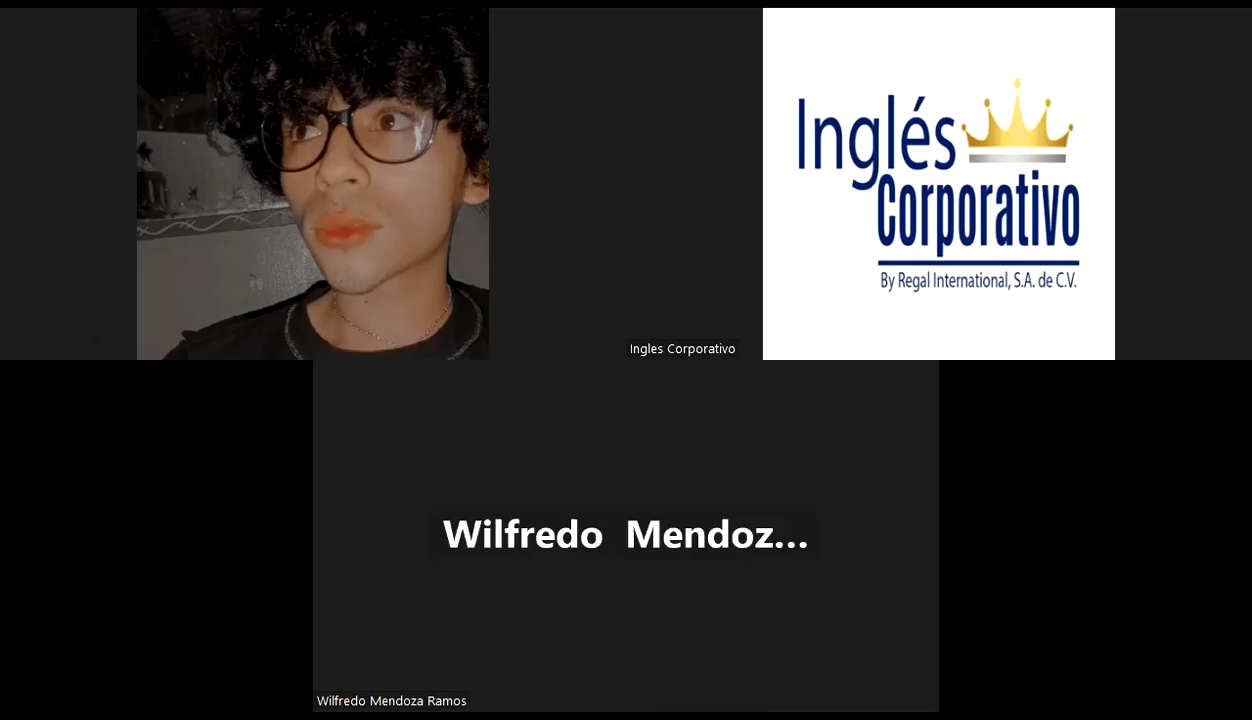 Inglés
Corporativo
By Regal International, S.A. de C.V.
Ingles Corporativo
Wilfredo Mendoz...
Wilfredo Mendoza Ramos